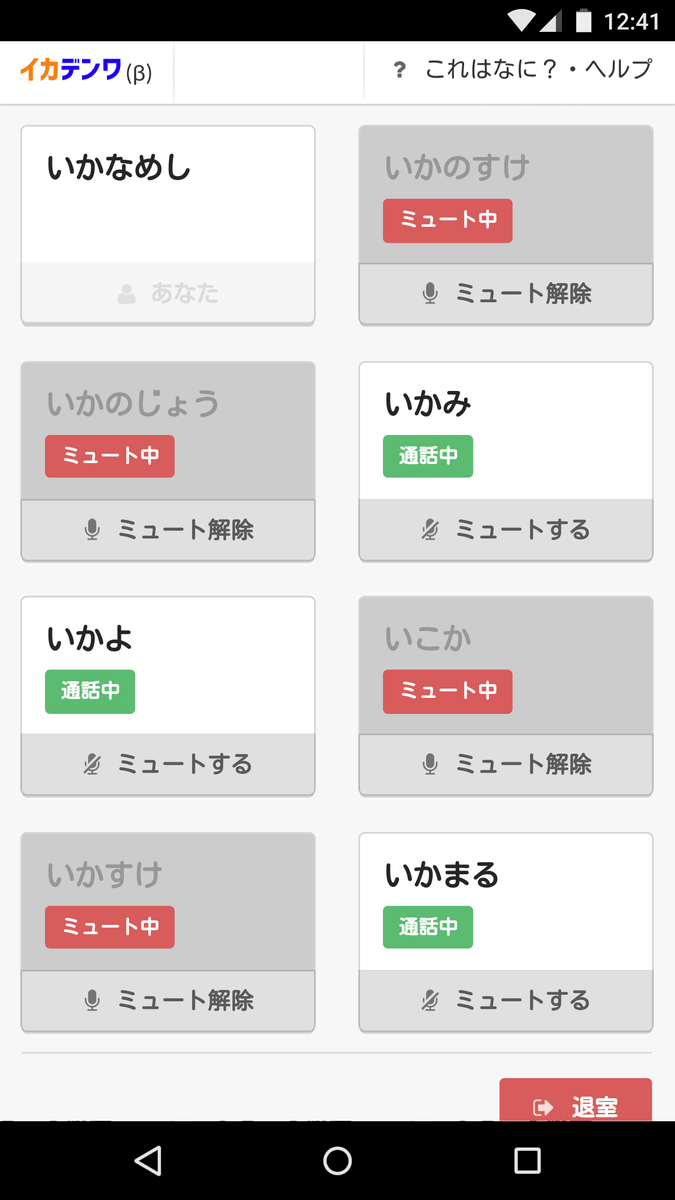 12:41
イカデンワ(β)
? これはなに？・ヘルプ
いかなめし
あなた
いかのすけ
ミュート中
ミュート解除
いかのじょう
ミュート中
ミュート解除
いかみ
通話中
ミュートする
いかよ
通話中
ミュートする
いこか
ミュート中
ミュート解除
いかすけ
ミュート中
ミュート解除
いかまる
通話中
ミュートする
退室